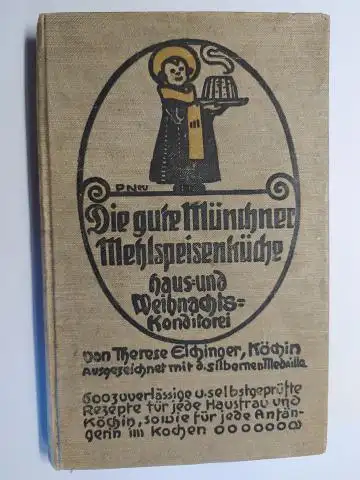 P Neu
Die gute Münchner
Mehlspeisenküche
Haus- und
Weihnachts-
Konditorei
von Therese Eichinger, Köchin
Ausgezeichnet mit d. silbernen Medaille
600 zuverlässige u. selbstgeprüfte
Rezepte für jede Hausfrau und
Köchin, sowie für jede Anfän-
gerin im Kochen